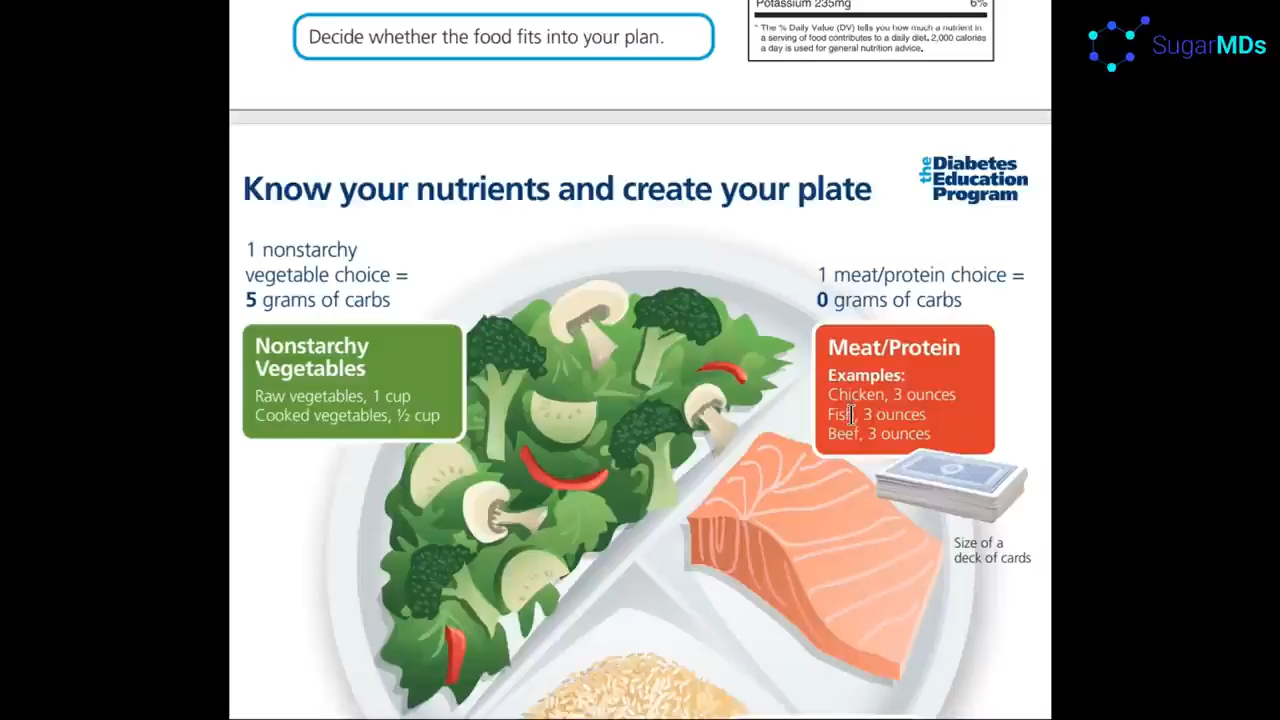 Potassium 235mg 6%
Decide whether the food fits into your plan.
* The % Daily Value (DV) tells you how much a nutrient in
a serving of food contributes to a daily diet. 2,000 calories
a day is used for general nutrition advice.
SugarMDs
Know your nutrients and create your plate
the Diabetes
Education
Program
1 nonstarchy
vegetable choice =
5 grams of carbs
1 meat/protein choice =
0 grams of carbs
Nonstarchy
Vegetables
Raw vegetables, 1 cup
Cooked vegetables, ½ cup
Meat/Protein
Examples:
Chicken, 3 ounces
Fish, 3 ounces
Beef, 3 ounces
Size of a
deck of cards